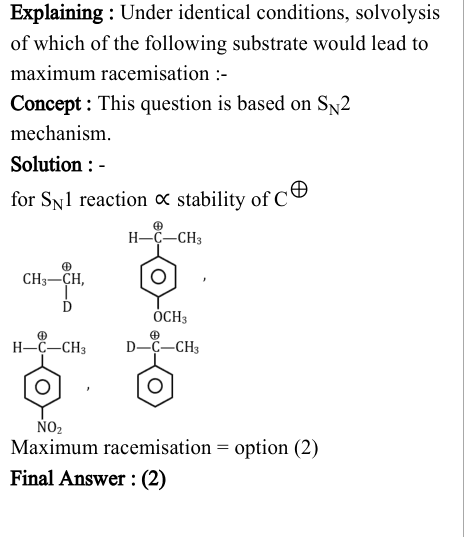 Explaining : Under identical conditions, solvolysis
of which of the following substrate would lead to
maximum racemisation :-
Concept : This question is based on SN2
mechanism.
Solution : -
for SN1 reaction ∝ stability of C⊕
⊕
H—C—CH3
⊕
CH3—CH,
D
,
OCH3
⊕
H—C—CH3
,
NO2
⊕
D—C—CH3
Maximum racemisation = option (2)
Final Answer : (2)